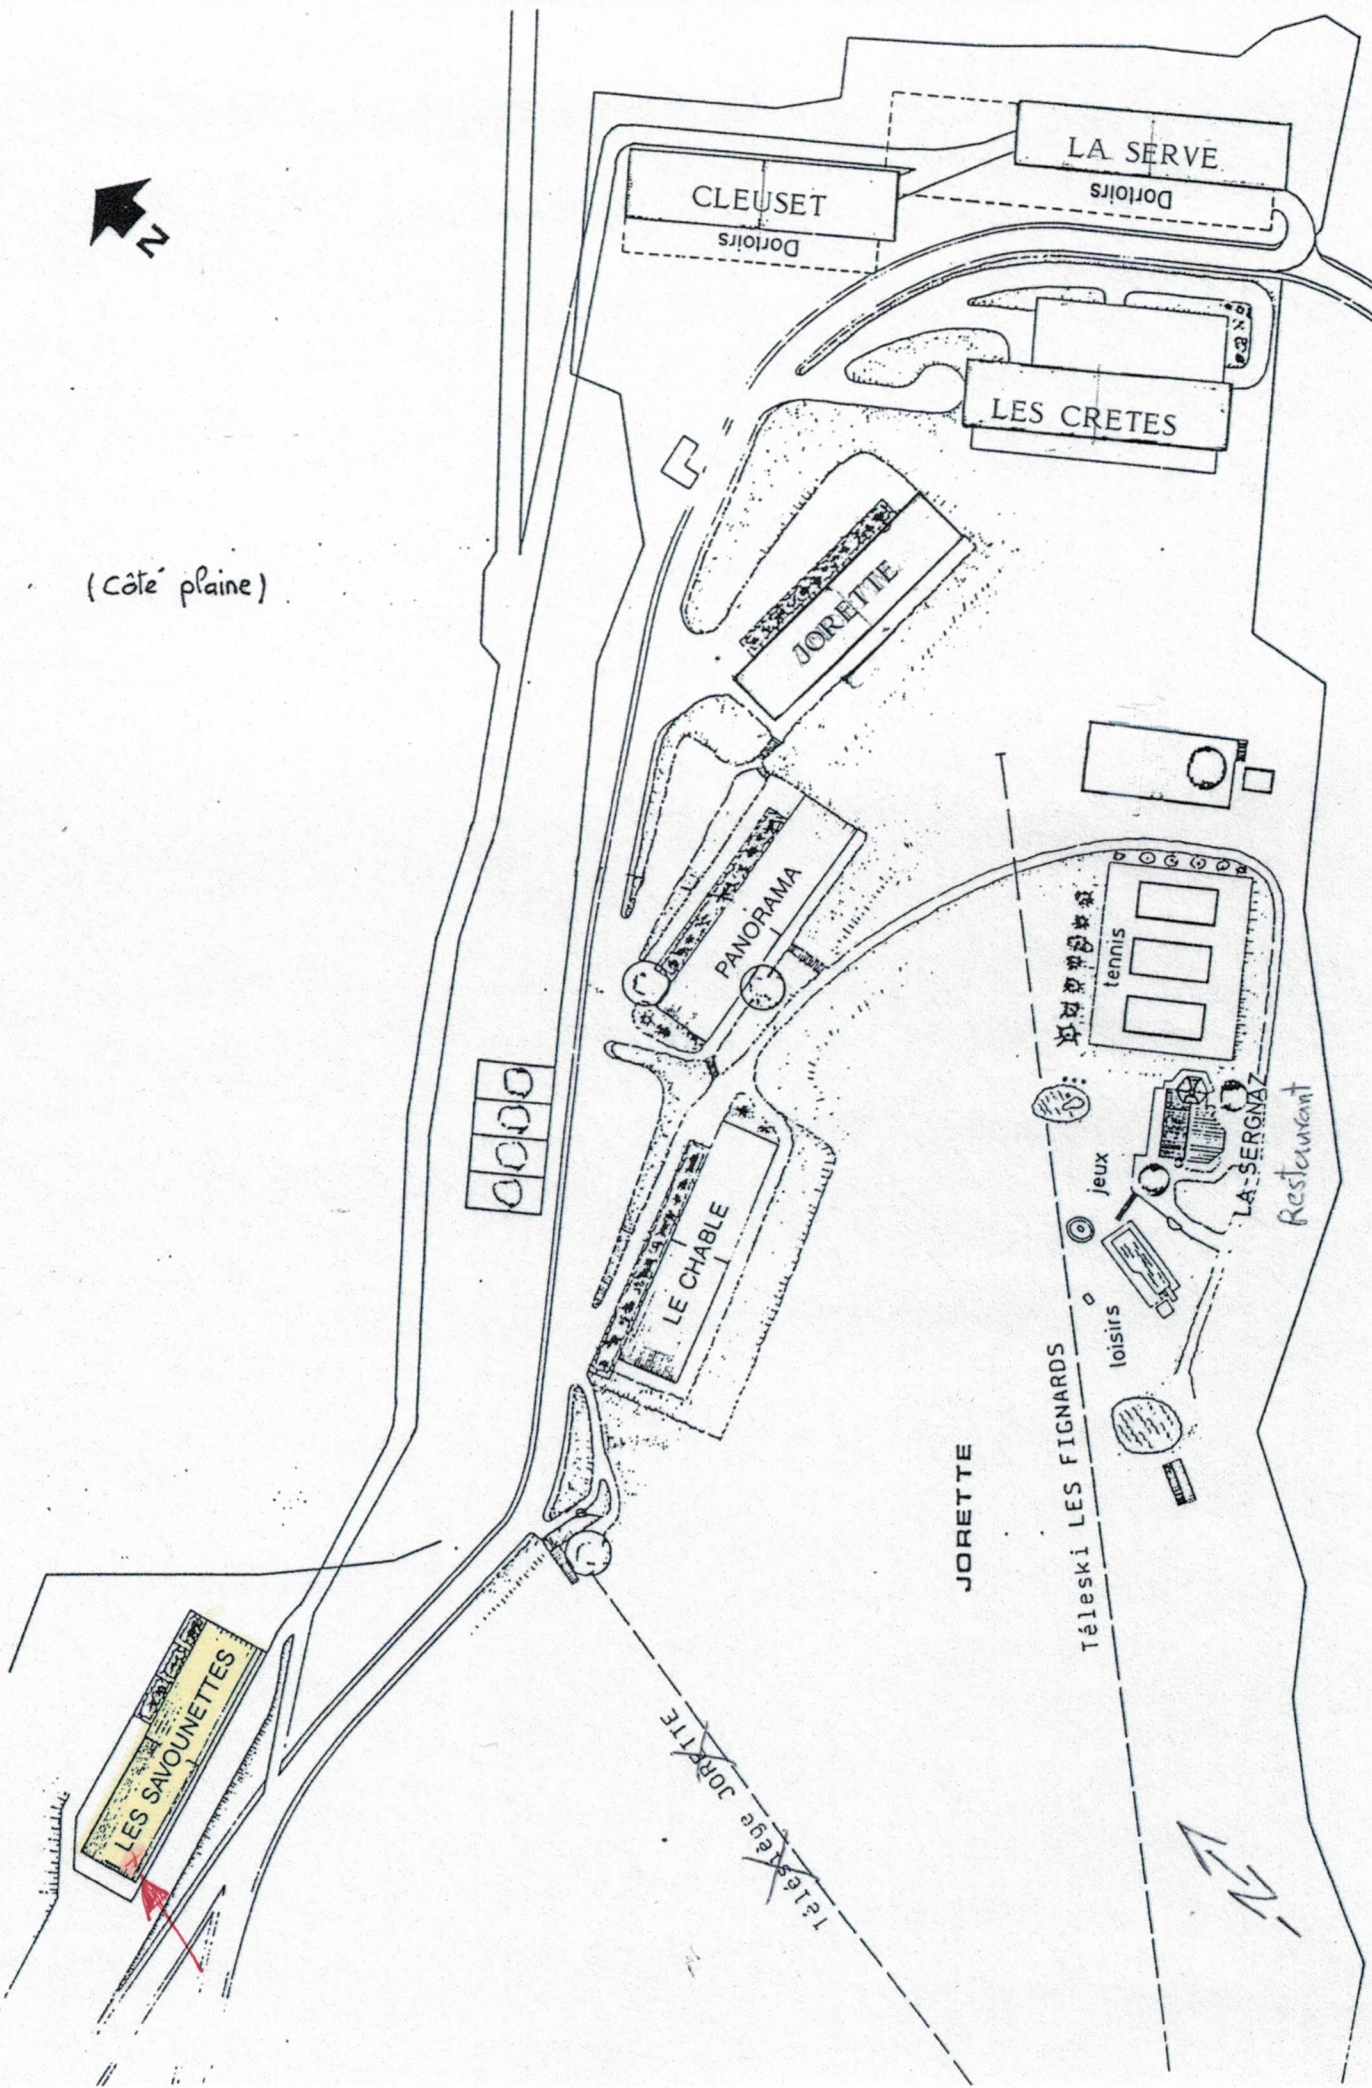 LA SERVE
Dortoirs
CLEUSET
Dortoirs
N
LES CRETES
(Côté plaine)
JORETTE
PANORAMA
tennis
LA SERGNAZ
Restaurant
jeux
LE CHABLE
loisirs
JORETTE
Téleski LES FIGNARDS
LES SAVOUNETTES
Télésiège JORETTE
N